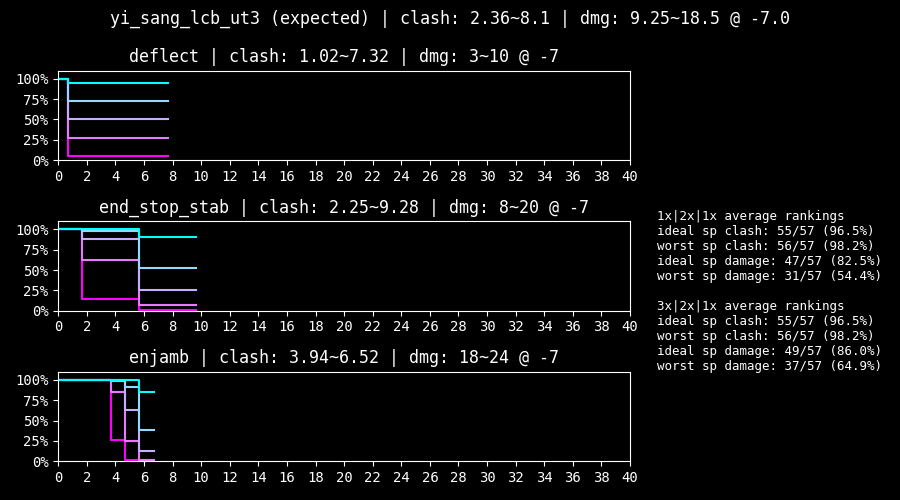 yi_sang_lcb_ut3 (expected) | clash: 2.36~8.1 | dmg: 9.25~18.5 @ -7.0
deflect | clash: 1.02~7.32 | dmg: 3~10 @ -7
100%
75%
50%
25%
0%
0 2 4 6 8 10 12 14 16 18 20 22 24 26 28 30 32 34 36 38 40
end_stop_stab | clash: 2.25~9.28 | dmg: 8~20 @ -7
100%
75%
50%
25%
0%
0 2 4 6 8 10 12 14 16 18 20 22 24 26 28 30 32 34 36 38 40
enjamb | clash: 3.94~6.52 | dmg: 18~24 @ -7
100%
75%
50%
25%
0%
0 2 4 6 8 10 12 14 16 18 20 22 24 26 28 30 32 34 36 38 40
1x|2x|1x average rankings
ideal sp clash: 55/57 (96.5%)
worst sp clash: 56/57 (98.2%)
ideal sp damage: 47/57 (82.5%)
worst sp damage: 31/57 (54.4%)
3x|2x|1x average rankings
ideal sp clash: 55/57 (96.5%)
worst sp clash: 56/57 (98.2%)
ideal sp damage: 49/57 (86.0%)
worst sp damage: 37/57 (64.9%)